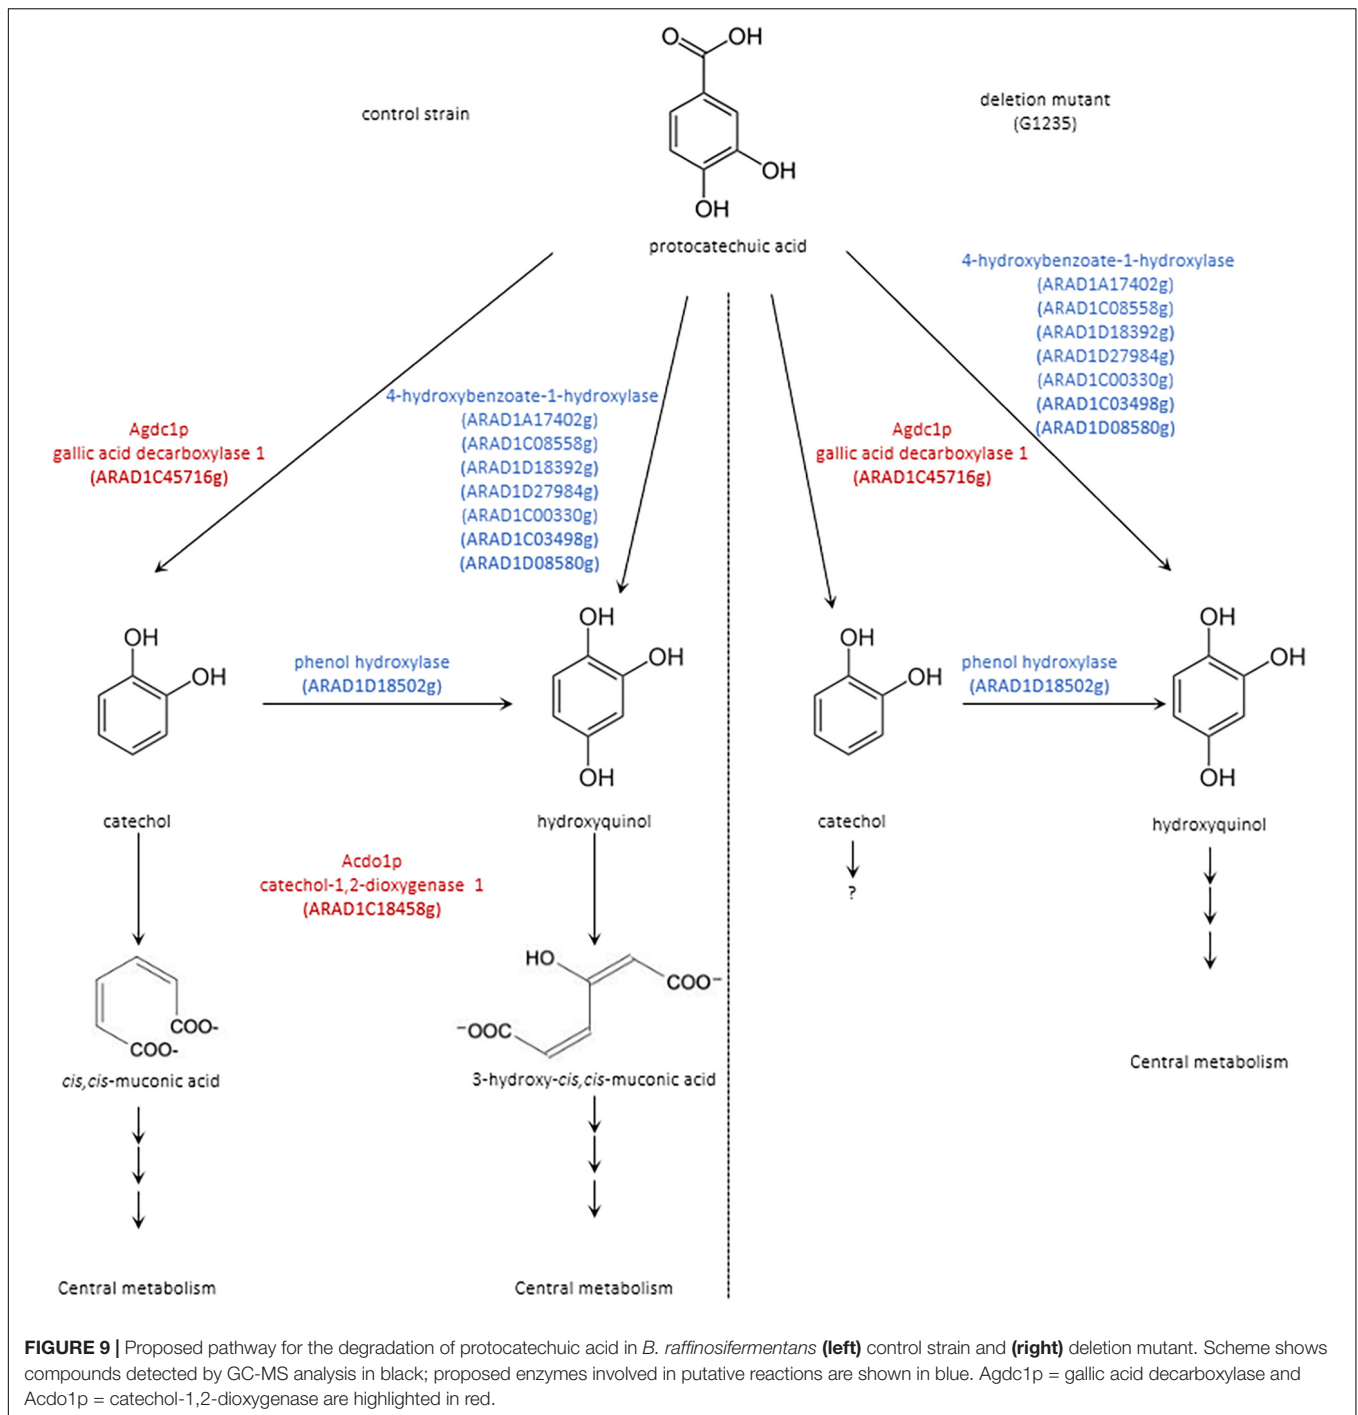 O
OH
OH
OH
protocatechuic acid
control strain
deletion mutant
(G1235)
Agdc1p
gallic acid decarboxylase 1
(ARAD1C45716g)
4-hydroxybenzoate-1-hydroxylase
(ARAD1A17402g)
(ARAD1C08558g)
(ARAD1D18392g)
(ARAD1D27984g)
(ARAD1C00330g)
(ARAD1C03498g)
(ARAD1D08580g)
Agdc1p
gallic acid decarboxylase 1
(ARAD1C45716g)
4-hydroxybenzoate-1-hydroxylase
(ARAD1A17402g)
(ARAD1C08558g)
(ARAD1D18392g)
(ARAD1D27984g)
(ARAD1C00330g)
(ARAD1C03498g)
(ARAD1D08580g)
OH
OH
catechol
phenol hydroxylase
(ARAD1D18502g)
OH
OH
OH
hydroxyquinol
OH
OH
catechol
?
phenol hydroxylase
(ARAD1D18502g)
OH
OH
OH
hydroxyquinol
Central metabolism
Acdo1p
catechol-1,2-dioxygenase 1
(ARAD1C18458g)
COO-
COO-
cis,cis-muconic acid
Central metabolism
HO
COO⁻
⁻OOC
3-hydroxy-cis,cis-muconic acid
Central metabolism
FIGURE 9 | Proposed pathway for the degradation of protocatechuic acid in B. raffinosifermentans (left) control strain and (right) deletion mutant. Scheme shows
compounds detected by GC-MS analysis in black; proposed enzymes involved in putative reactions are shown in blue. Agdc1p = gallic acid decarboxylase and
Acdo1p = catechol-1,2-dioxygenase are highlighted in red.